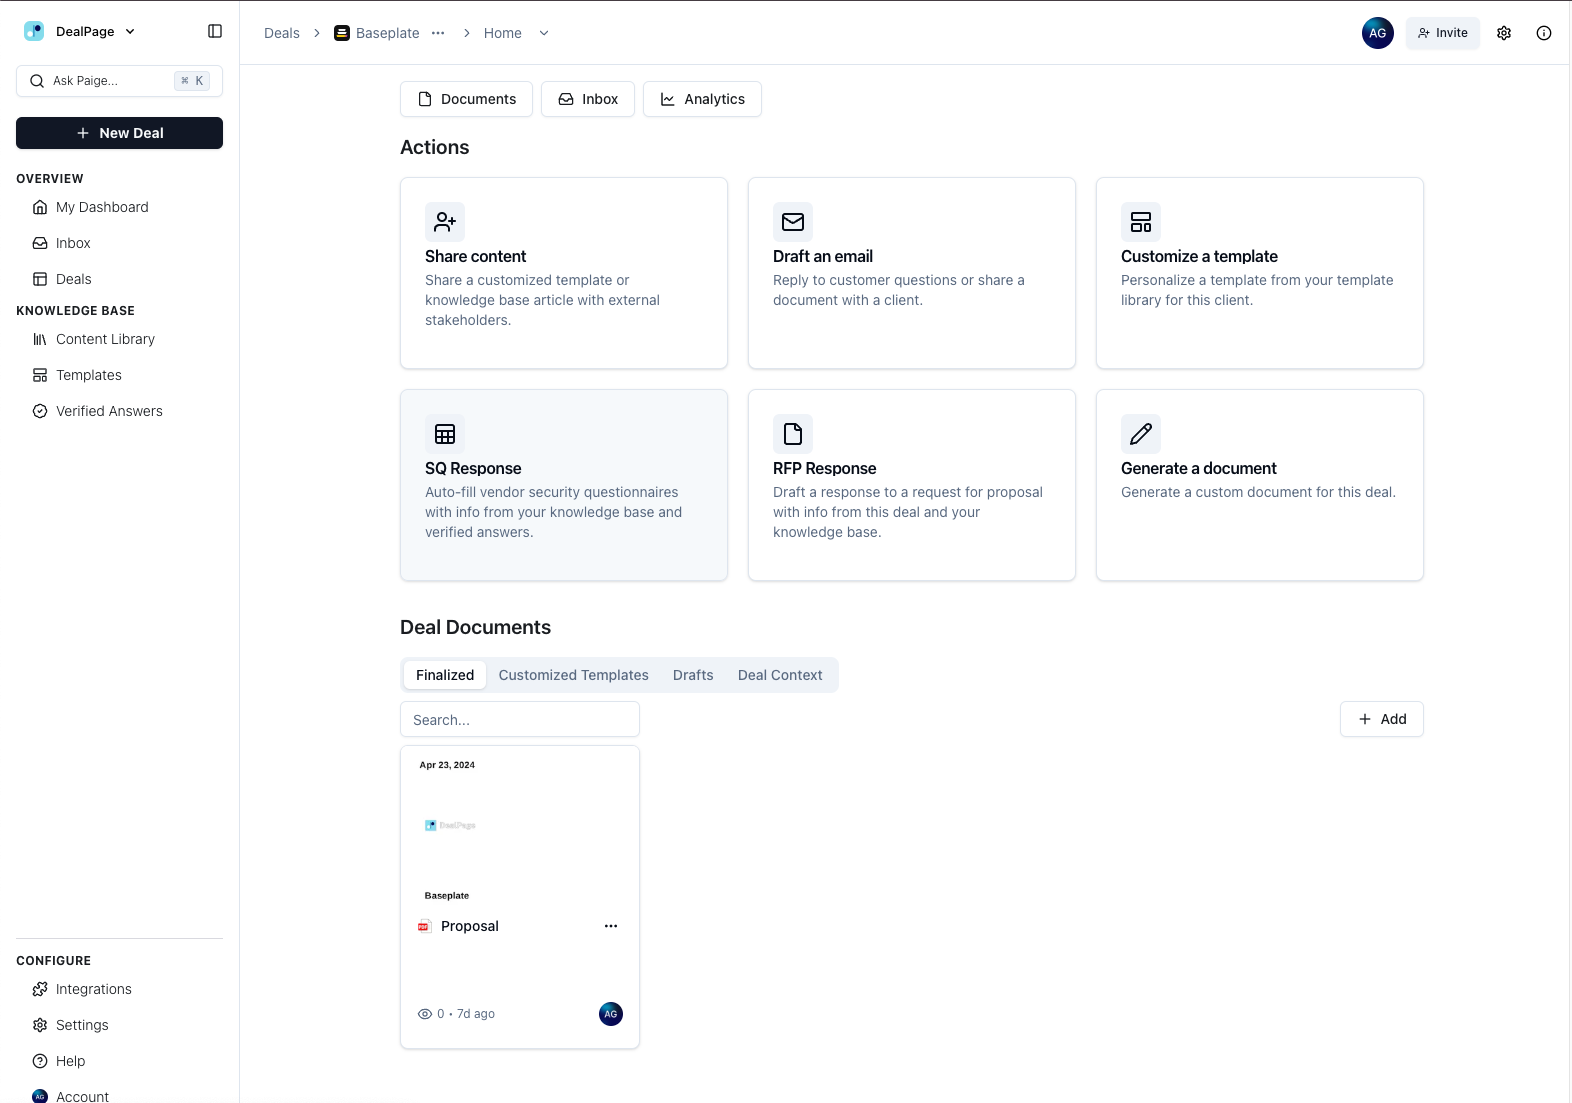 DealPage
Ask Paige...
⌘ K
New Deal
OVERVIEW
My Dashboard
Inbox
Deals
KNOWLEDGE BASE
Content Library
Templates
Verified Answers
CONFIGURE
Integrations
Settings
Help
AG
Account
Deals
Baseplate
Home
AG
Invite
Documents
Inbox
Analytics
Actions
Share content
Share a customized template or
knowledge base article with external
stakeholders.
Draft an email
Reply to customer questions or share a
document with a client.
Customize a template
Personalize a template from your template
library for this client.
SQ Response
Auto-fill vendor security questionnaires
with info from your knowledge base and
verified answers.
RFP Response
Draft a response to a request for proposal
with info from this deal and your
knowledge base.
Generate a document
Generate a custom document for this deal.
Deal Documents
Finalized
Customized Templates
Drafts
Deal Context
Search...
Add
Apr 23, 2024
DealPage
Baseplate
PDF
Proposal
0 • 7d ago
AG